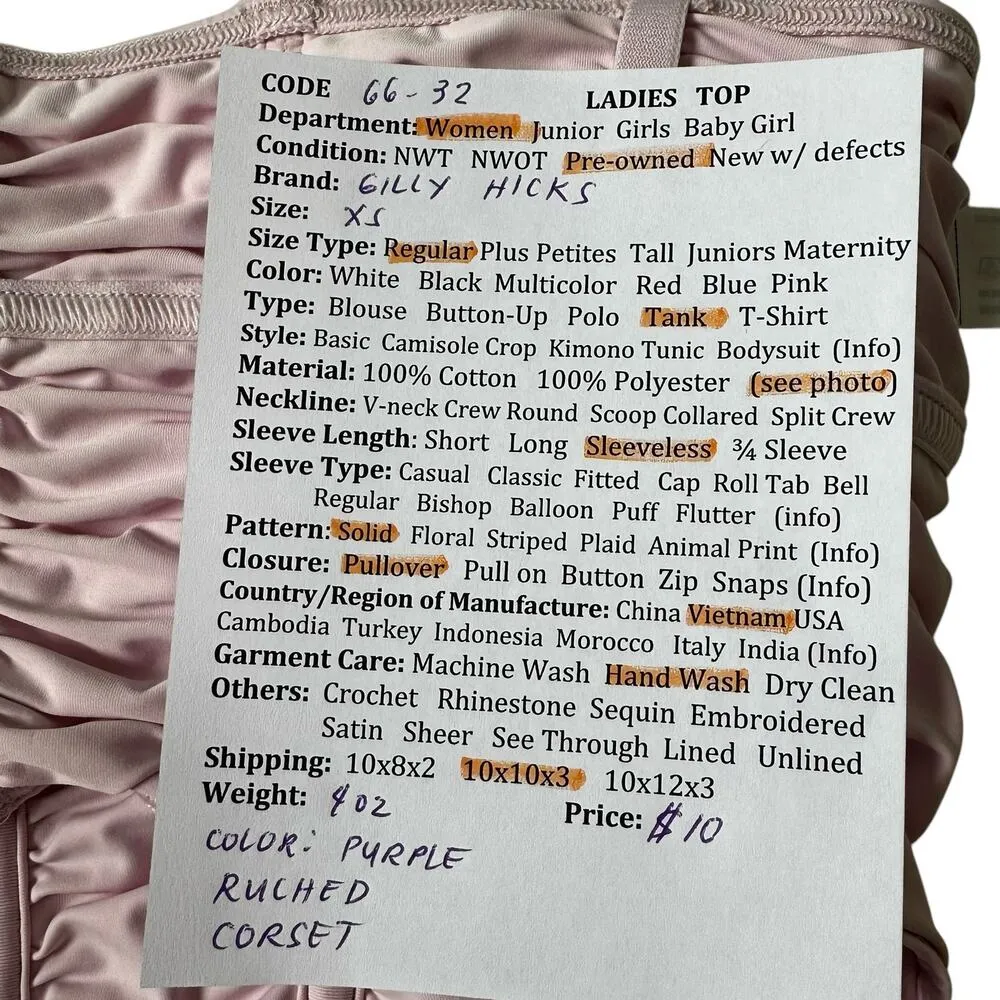 CODE 66-32 LADIES TOP
Department: Women Junior Girls Baby Girl
Condition: NWT NWOT Pre-owned New w/ defects
Brand: GILLY HICKS
Size: XS
Size Type: Regular Plus Petites Tall Juniors Maternity
Color: White Black Multicolor Red Blue Pink
Type: Blouse Button-Up Polo Tank T-Shirt
Style: Basic Camisole Crop Kimono Tunic Bodysuit (Info)
Material: 100% Cotton 100% Polyester (see photo)
Neckline: V-neck Crew Round Scoop Collared Split Crew
Sleeve Length: Short Long Sleeveless ¾ Sleeve
Sleeve Type: Casual Classic Fitted Cap Roll Tab Bell
Regular Bishop Balloon Puff Flutter (info)
Pattern: Solid Floral Striped Plaid Animal Print (Info)
Closure: Pullover Pull on Button Zip Snaps (Info)
Country/Region of Manufacture: China Vietnam USA
Cambodia Turkey Indonesia Morocco Italy India (Info)
Garment Care: Machine Wash Hand Wash Dry Clean
Others: Crochet Rhinestone Sequin Embroidered
Satin Sheer See Through Lined Unlined
Shipping: 10x8x2 10x10x3 10x12x3
Weight: 4oz Price: $10
COLOR: PURPLE
RUCHED
CORSET